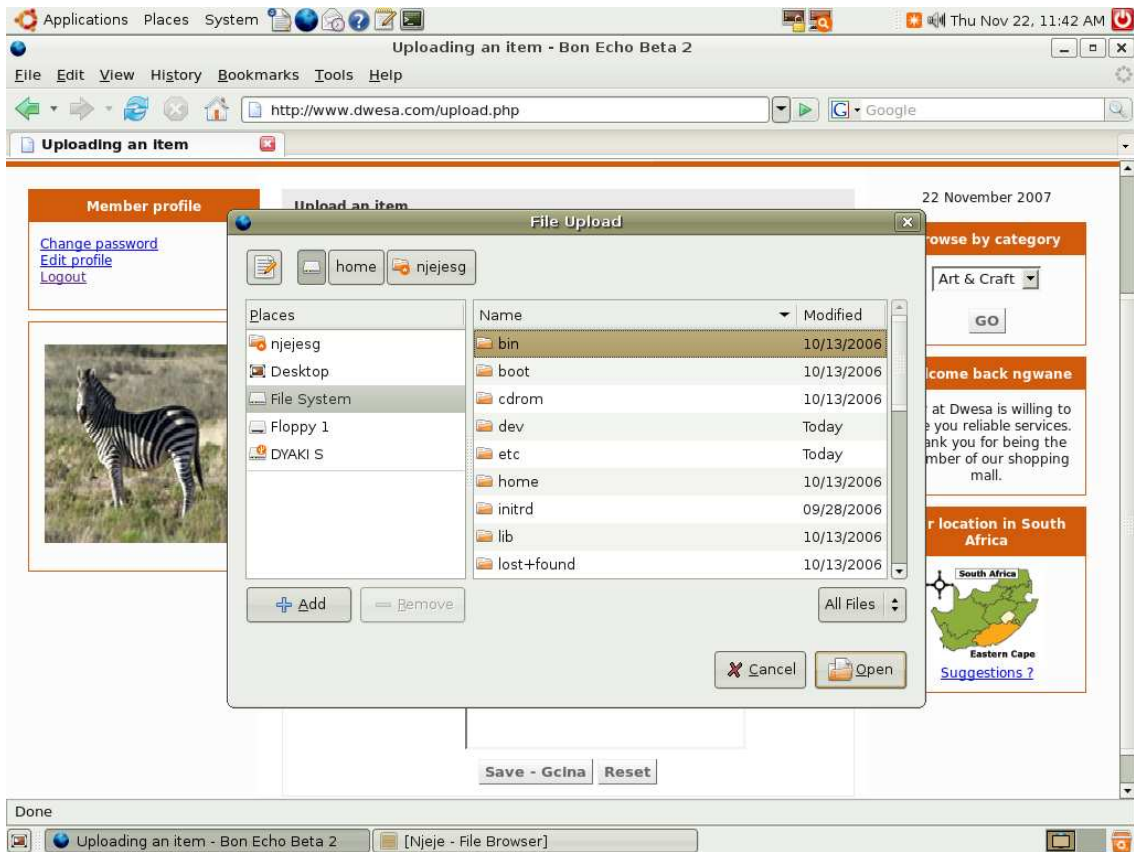 Applications Places System
Thu Nov 22, 11:42 AM
Uploading an item - Bon Echo Beta 2
File Edit View History Bookmarks Tools Help
http://www.dwesa.com/upload.php
G Google
Uploading an item
Member profile
Change password
Edit profile
Logout
Upload an item
File Upload
home njejesg
Places
njejesg
Desktop
File System
Floppy 1
DYAKI S
Name Modified
bin 10/13/2006
boot 10/13/2006
cdrom 10/13/2006
dev Today
etc Today
home 10/13/2006
initrd 09/28/2006
lib 10/13/2006
lost+found 10/13/2006
Add Remove
All Files
Cancel Open
Save - Gcina Reset
22 November 2007
rowse by category
Art & Craft
GO
lcome back ngwane
at Dwesa is willing to
e you reliable services.
ank you for being the
mber of our shopping
mall.
r location in South
Africa
South Africa
Eastern Cape
Suggestions ?
Done
Uploading an item - Bon Echo Beta 2
[Njeje - File Browser]